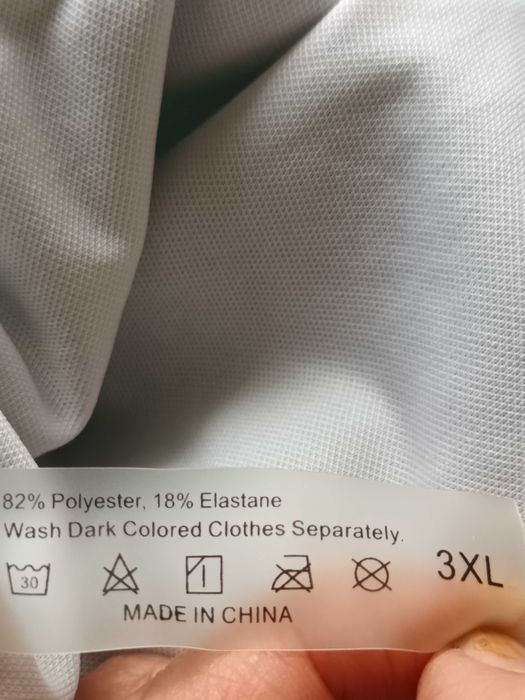 82% Polyester, 18% Elastane
Wash Dark Colored Clothes Separately.
30
3XL
MADE IN CHINA